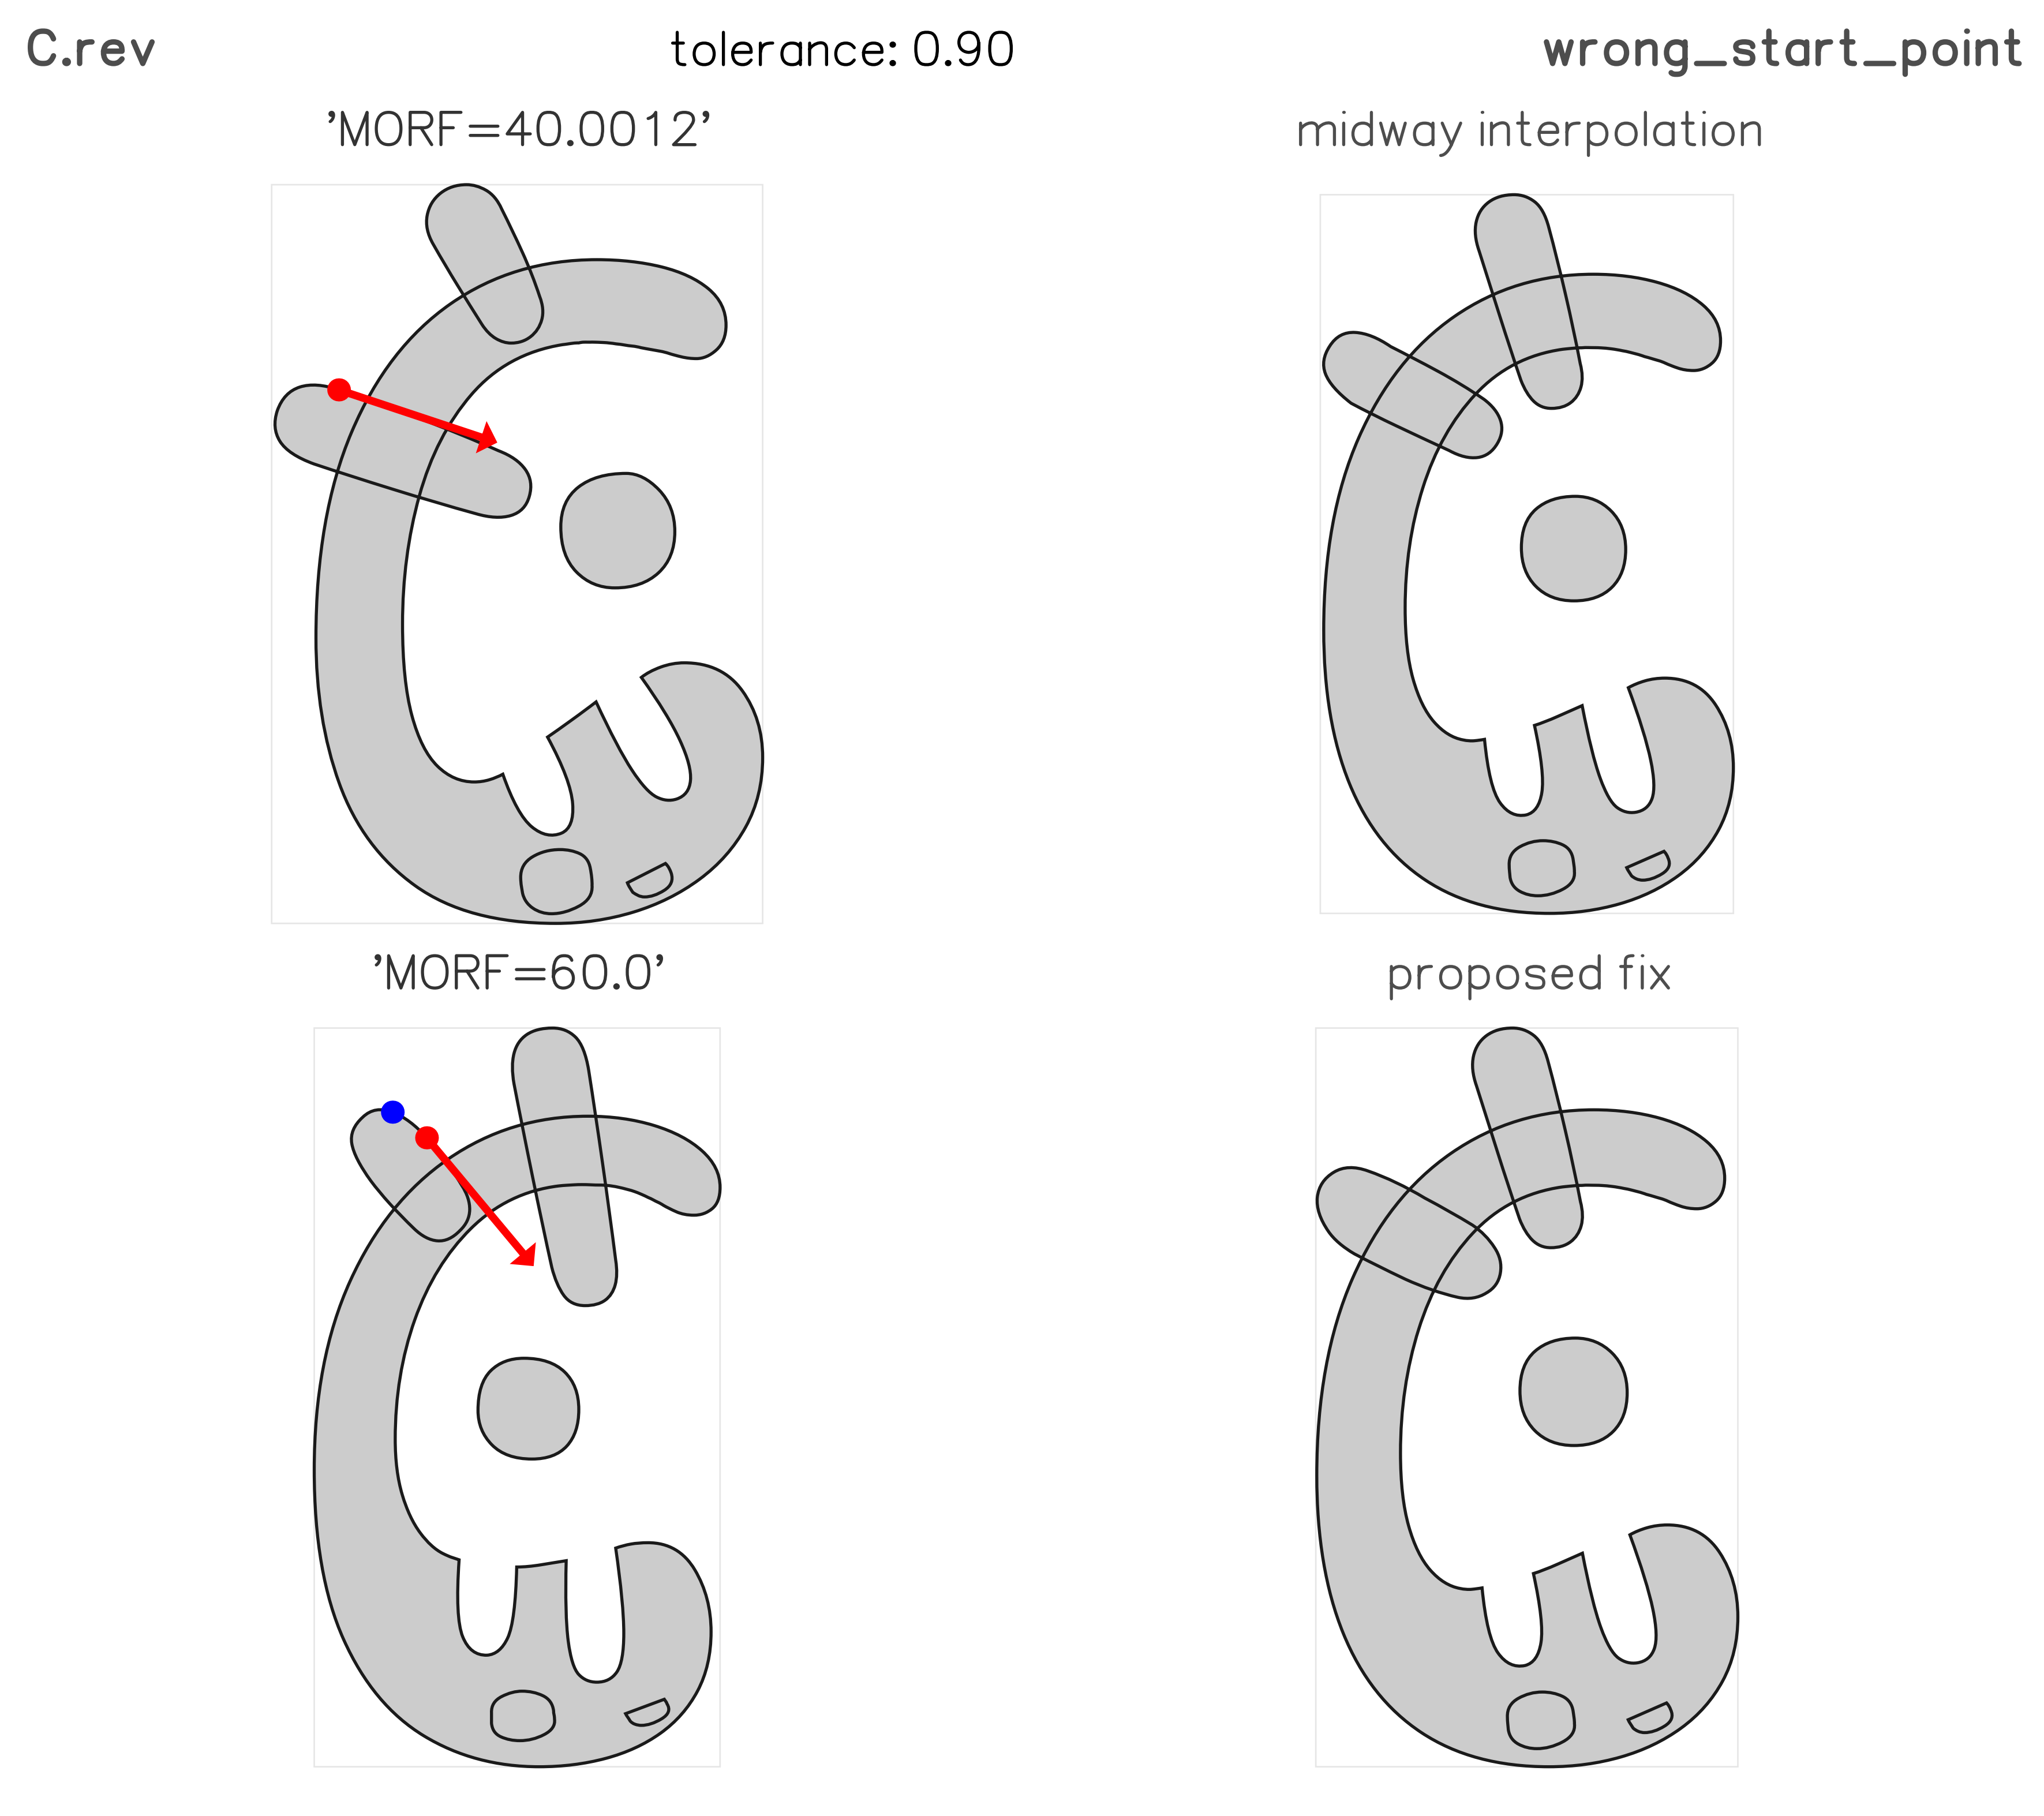 C.rev
tolerance: 0.90
wrong_start_point
'MORF=40.0012'
midway interpolation
'MORF=60.0'
proposed fix